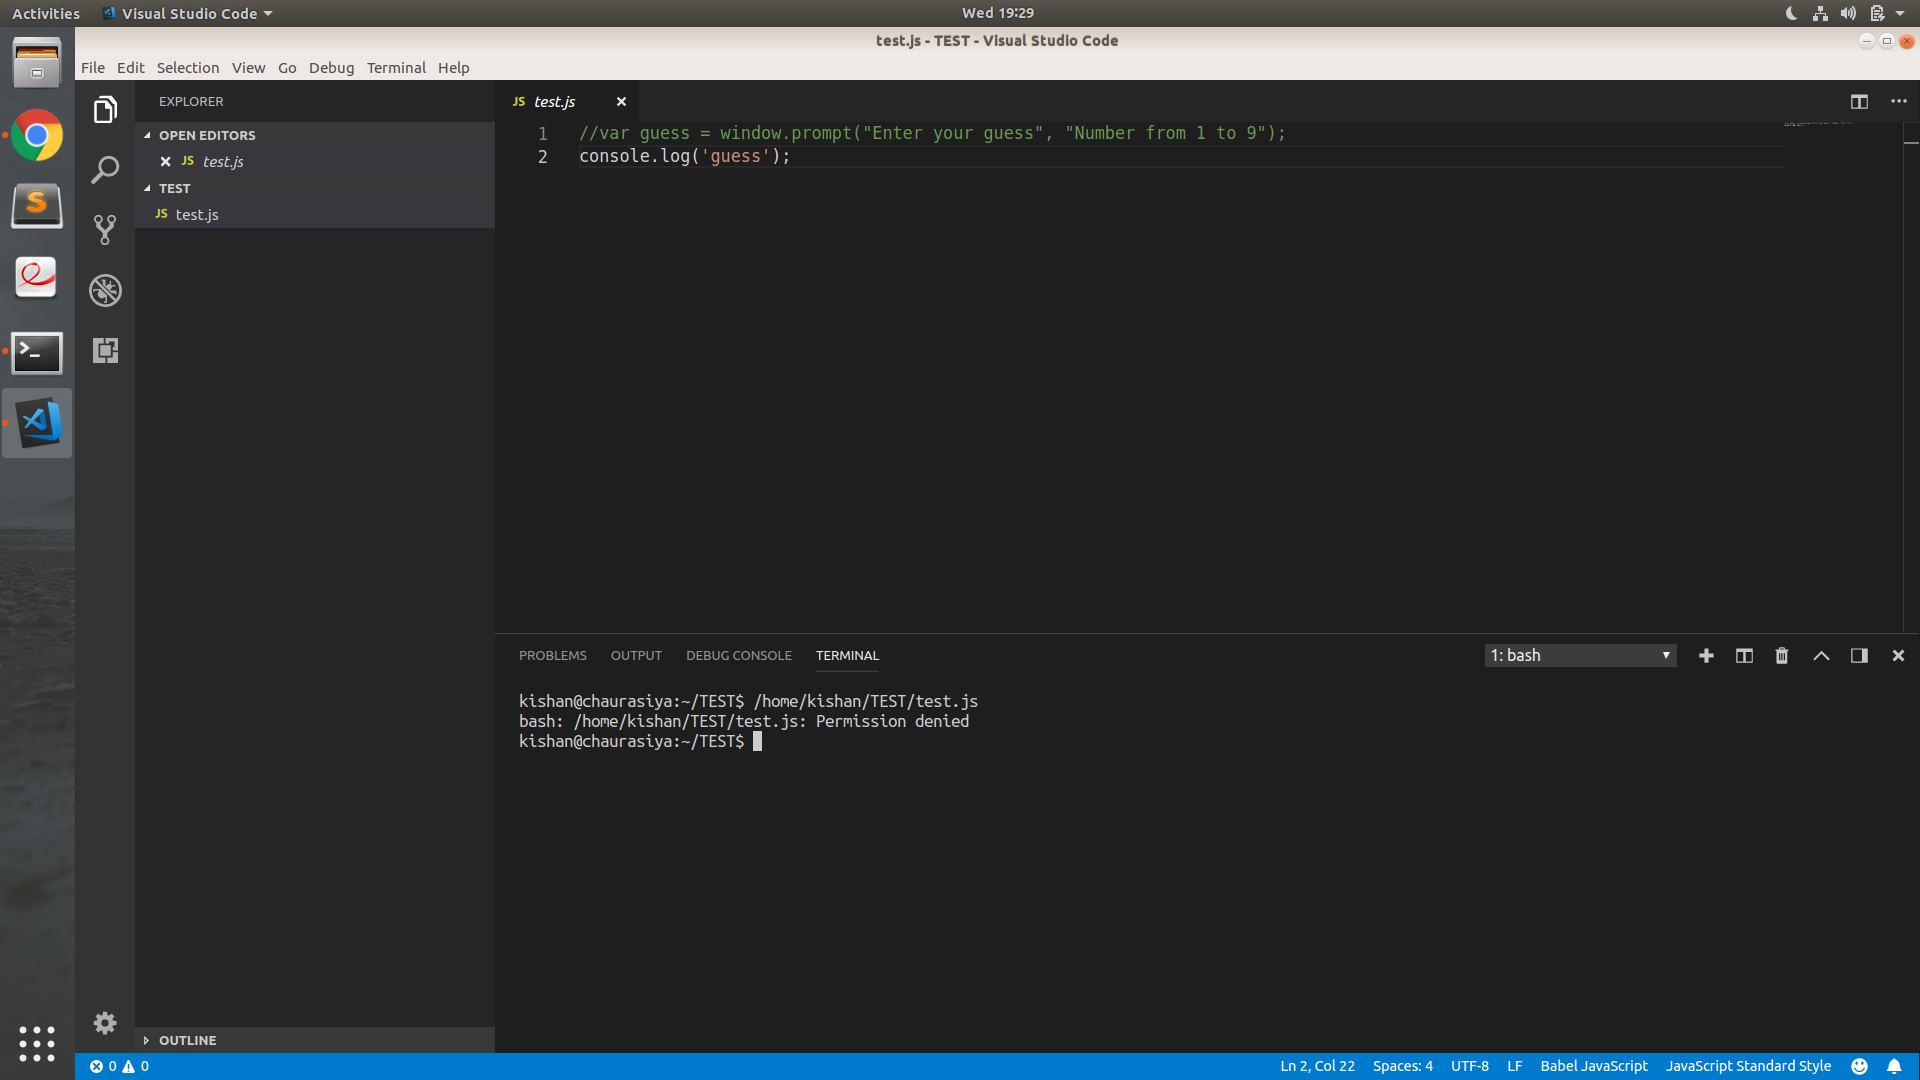 Activities Visual Studio Code Wed 19:29
test.js - TEST - Visual Studio Code
File Edit Selection View Go Debug Terminal Help
EXPLORER
OPEN EDITORS
JS test.js
TEST
JS test.js
OUTLINE
JS test.js
1 //var guess = window.prompt("Enter your guess", "Number from 1 to 9");
2 console.log('guess');
PROBLEMS OUTPUT DEBUG CONSOLE TERMINAL 1: bash
kishan@chaurasiya:~/TEST$ /home/kishan/TEST/test.js
bash: /home/kishan/TEST/test.js: Permission denied
kishan@chaurasiya:~/TEST$
0 0 Ln 2, Col 22 Spaces: 4 UTF-8 LF Babel JavaScript JavaScript Standard Style